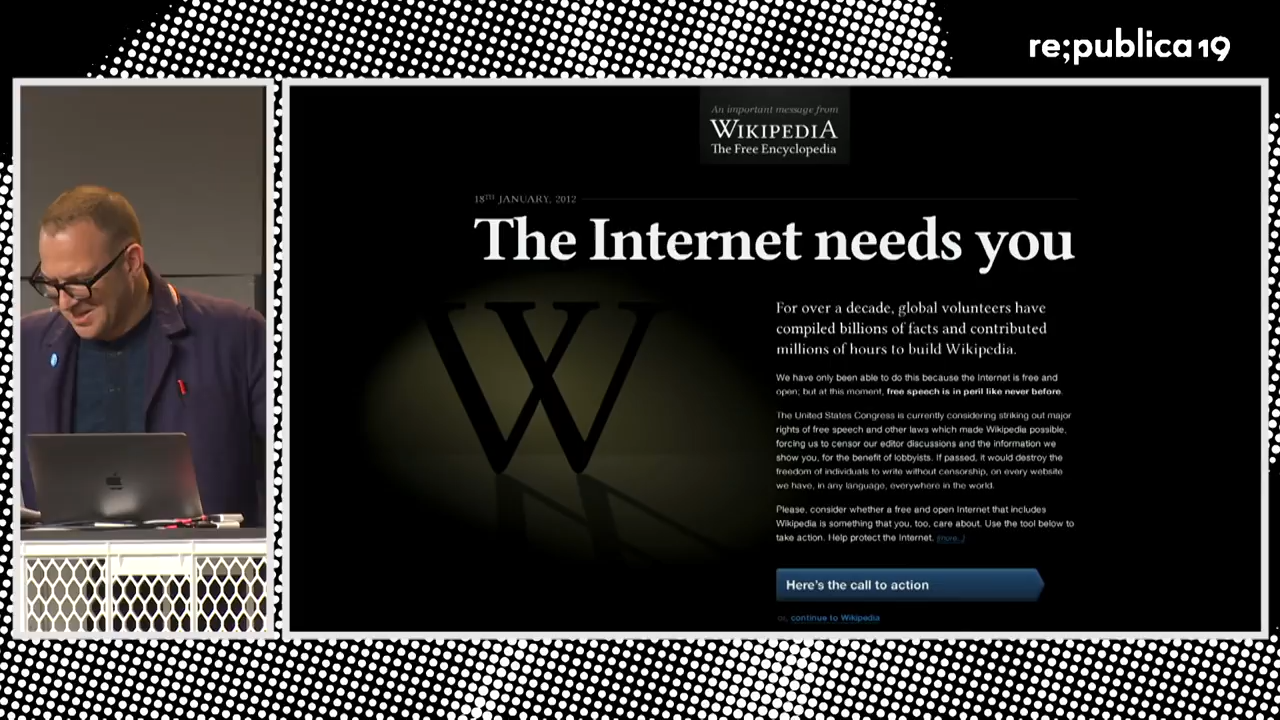 re;publica 19
An important message from
WIKIPEDIA
The Free Encyclopedia
18TH JANUARY, 2012
The Internet needs you
W
For over a decade, global volunteers have
compiled billions of facts and contributed
millions of hours to build Wikipedia.
We have only been able to do this because the Internet is free and
open; but at this moment, free speech is in peril like never before.
The United States Congress is currently considering striking out major
rights of free speech and other laws which made Wikipedia possible,
forcing us to censor our editor discussions and the information we
show you, for the benefit of lobbyists. If passed, it would destroy the
freedom of individuals to write without censorship, on every website
we have, in any language, everywhere in the world.
Please, consider whether a free and open Internet that includes
Wikipedia is something that you, too, care about. Use the tool below to
take action. Help protect the Internet. (more...)
Here's the call to action
or, continue to Wikipedia